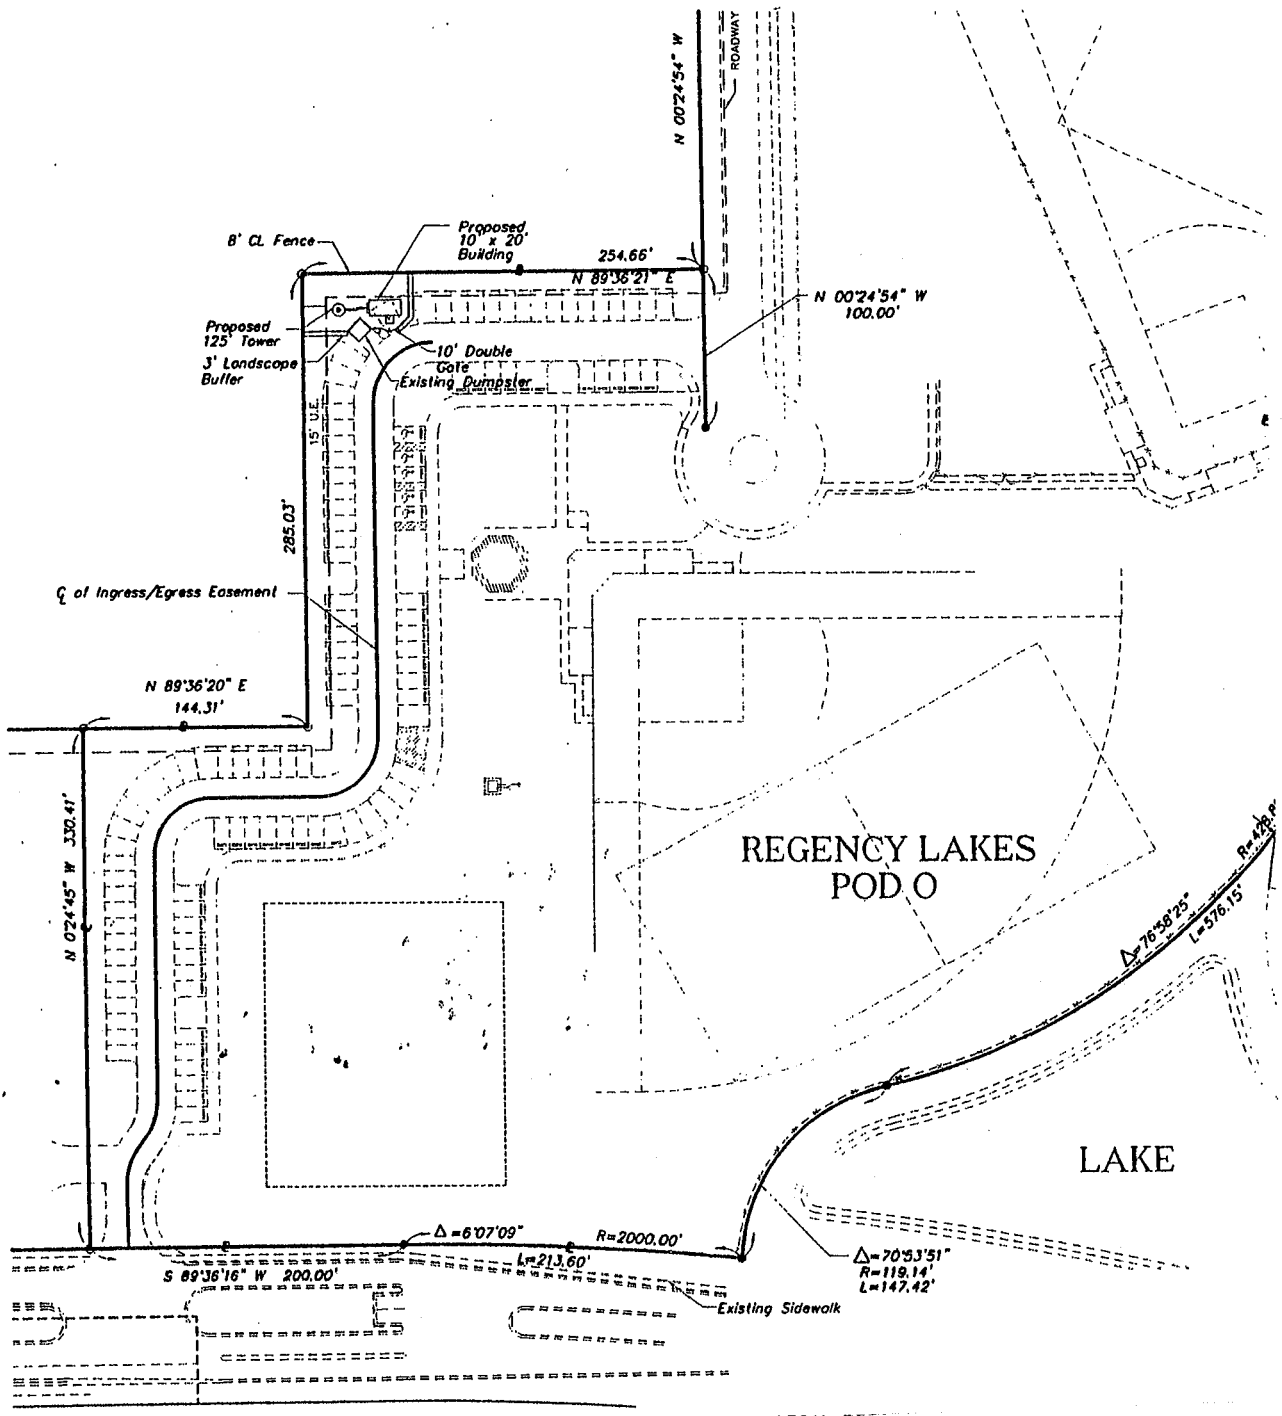 ROADWAY
N 00°24'54" W
8' CL Fence
Proposed
10' x 20'
Building
254.66'
N 89°36'21" E
N 00°24'54" W
100.00'
Proposed
125' Tower
3' Landscape
Buffer
10' Double
Gate
Existing Dumpster
15' U.E.
285.03'
℄ of Ingress/Egress Easement
N 89°36'20" E
144.31'
N 0°24'45" W 330.41'
REGENCY LAKES
POD O
R=428.8
Δ=76°58'25"
L=576.15'
LAKE
Δ=6°07'09"
R=2000.00'
L=213.60'
S 89°36'16" W 200.00'
Δ=70°53'51"
R=119.14'
L=147.42'
Existing Sidewalk